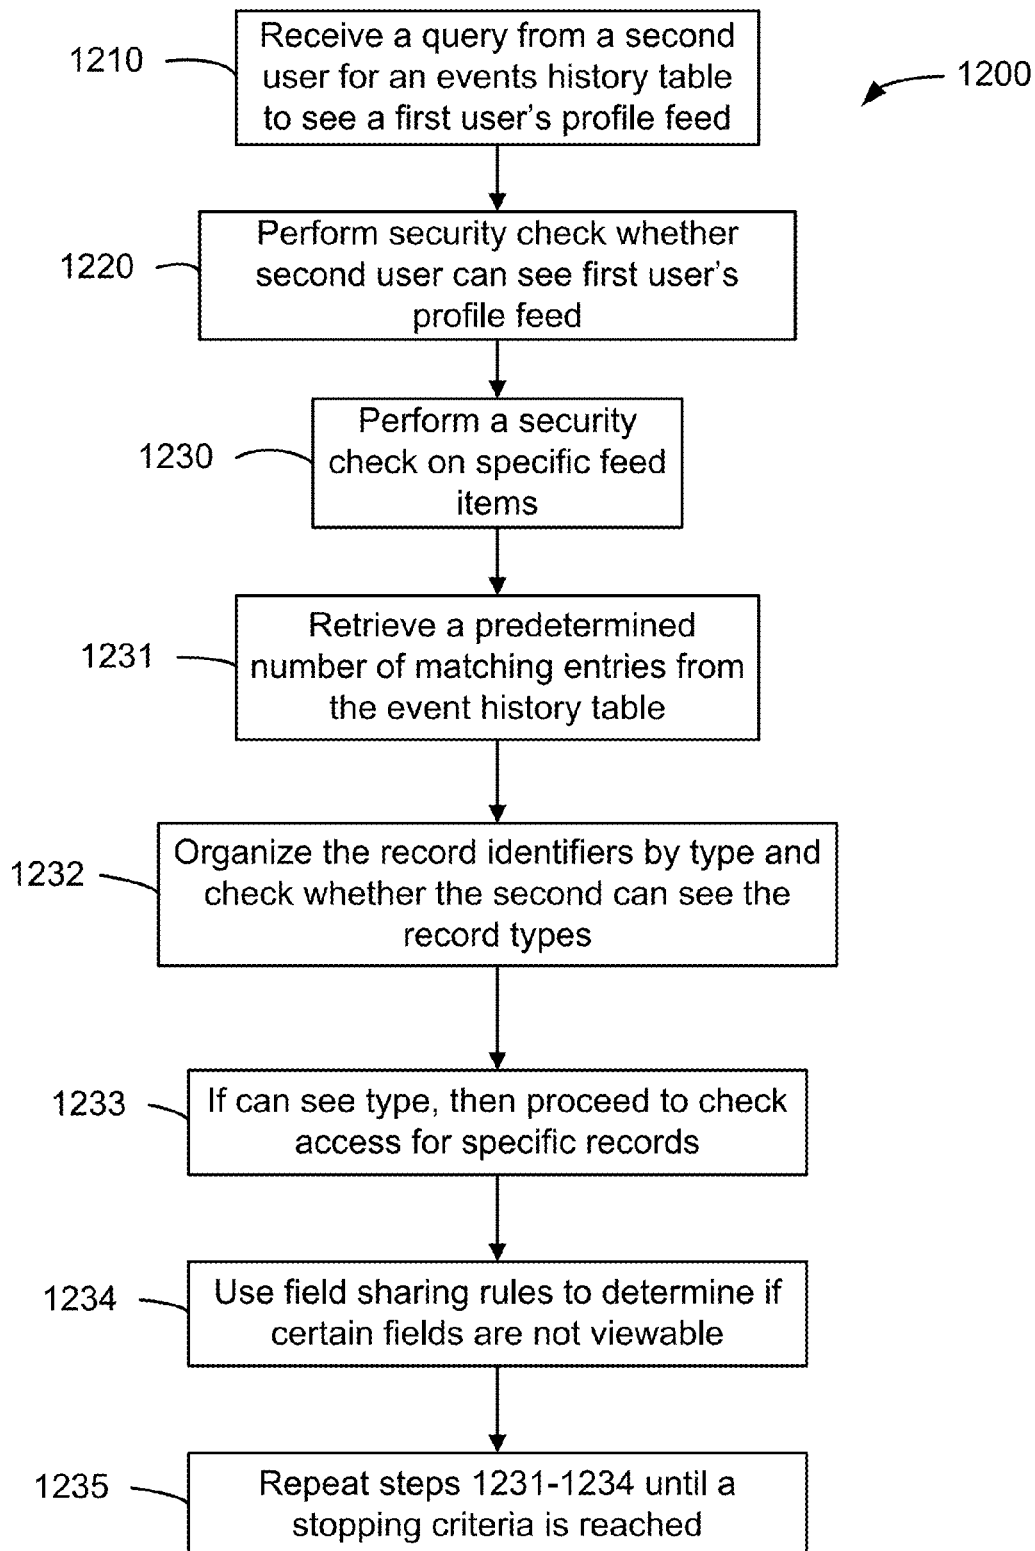 1200
1210
Receive a query from a second
user for an events history table
to see a first user's profile feed
1220
Perform security check whether
second user can see first user's
profile feed
1230
Perform a security
check on specific feed
items
1231
Retrieve a predetermined
number of matching entries from
the event history table
1232
Organize the record identifiers by type and
check whether the second can see the
record types
1233
If can see type, then proceed to check
access for specific records
1234
Use field sharing rules to determine if
certain fields are not viewable
1235
Repeat steps 1231-1234 until a
stopping criteria is reached